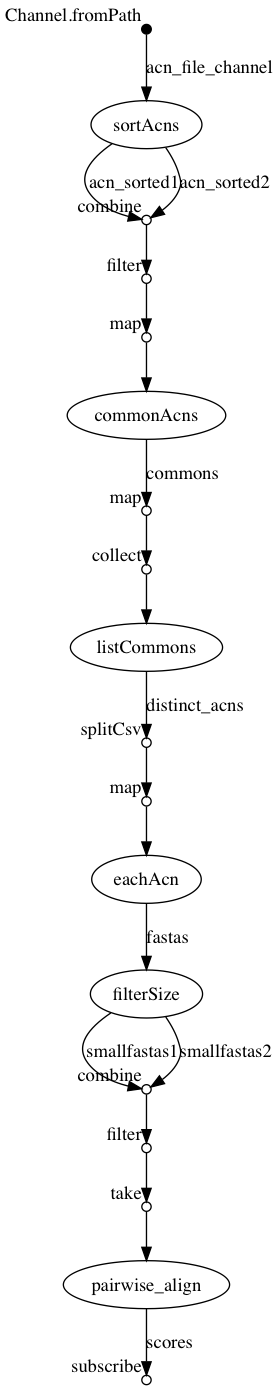 Channel.fromPath
acn_file_channel
sortAcns
acn_sorted1
acn_sorted2
combine
filter
map
commonAcns
commons
map
collect
listCommons
distinct_acns
splitCsv
map
eachAcn
fastas
filterSize
smallfastas1
smallfastas2
combine
filter
take
pairwise_align
scores
subscribe